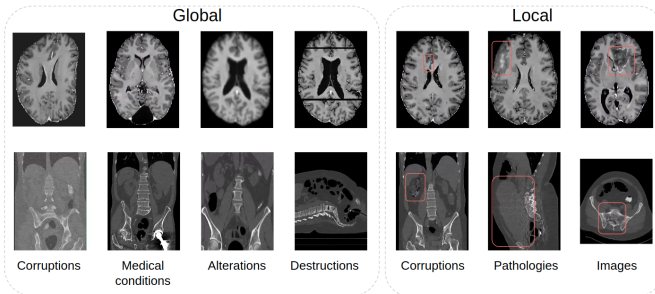 Global
Local
Corruptions
Medical conditions
Alterations
Destructions
Corruptions
Pathologies
Images